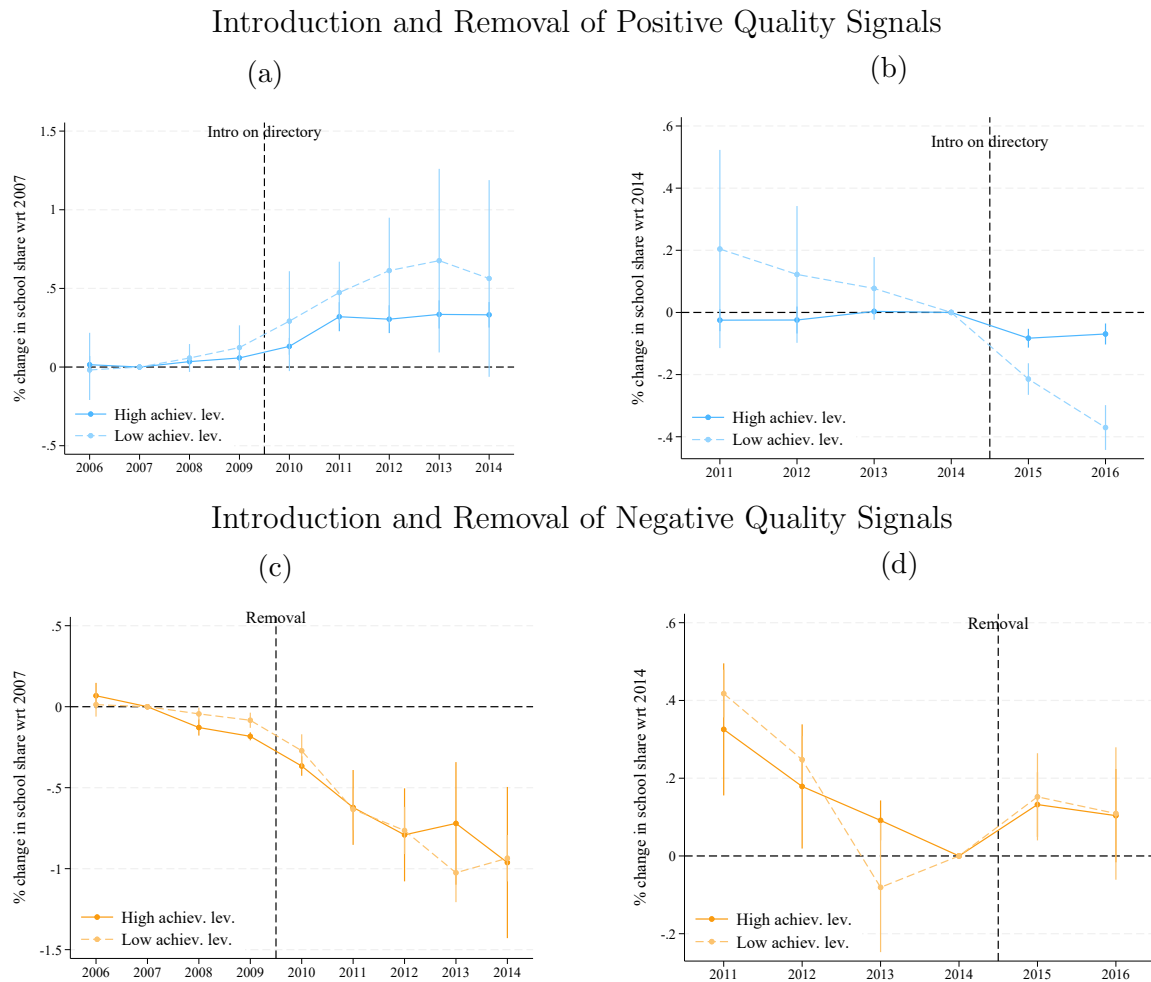 Introduction and Removal of Positive Quality Signals
(a)
(b)
Intro on directory
% change in school share wrt 2007
1.5
1
.5
0
-.5
High achiev. lev.
Low achiev. lev.
2006 2007 2008 2009 2010 2011 2012 2013 2014
Intro on directory
% change in school share wrt 2014
.6
.4
.2
0
-.2
-.4
High achiev. lev.
Low achiev. lev.
2011 2012 2013 2014 2015 2016
Introduction and Removal of Negative Quality Signals
(c)
(d)
Removal
% change in school share wrt 2007
.5
0
-.5
-1
-1.5
High achiev. lev.
Low achiev. lev.
2006 2007 2008 2009 2010 2011 2012 2013 2014
Removal
% change in school share wrt 2014
.6
.4
.2
0
-.2
High achiev. lev.
Low achiev. lev.
2011 2012 2013 2014 2015 2016